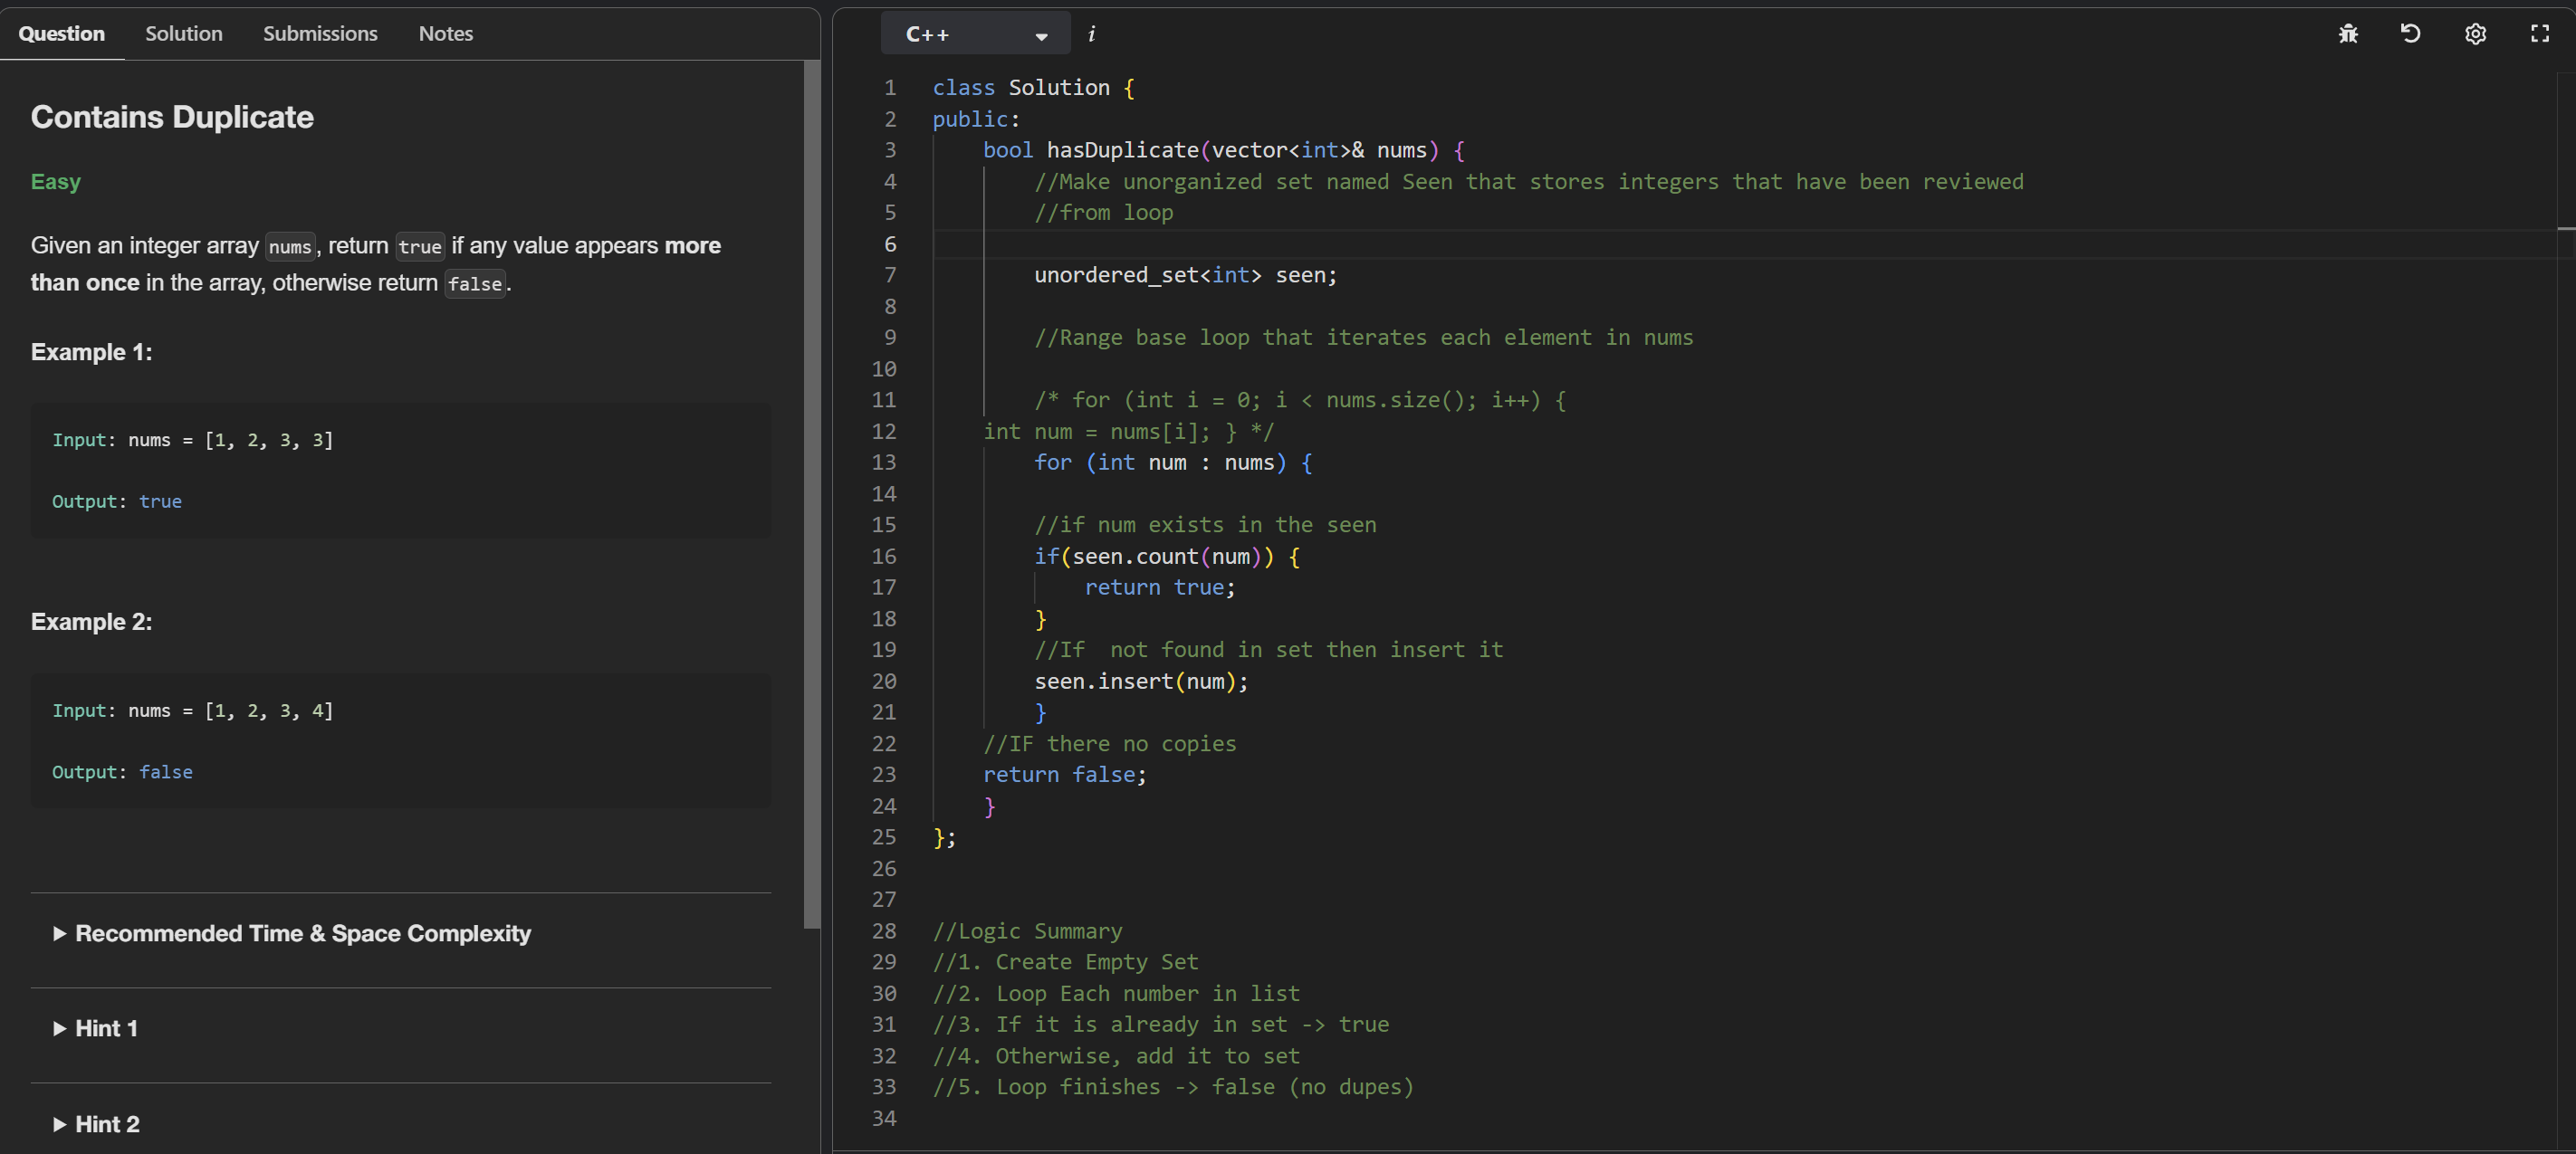 Question Solution Submissions Notes
Contains Duplicate
Easy
Given an integer array nums, return true if any value appears more
than once in the array, otherwise return false.
Example 1:
Input: nums = [1, 2, 3, 3]
Output: true
Example 2:
Input: nums = [1, 2, 3, 4]
Output: false
Recommended Time & Space Complexity
Hint 1
Hint 2
C++ i
1 class Solution {
2 public:
3     bool hasDuplicate(vector<int>& nums) {
4         //Make unorganized set named Seen that stores integers that have been reviewed
5         //from loop
6
7         unordered_set<int> seen;
8
9         //Range base loop that iterates each element in nums
10
11         /* for (int i = 0; i < nums.size(); i++) {
12     int num = nums[i]; } */
13         for (int num : nums) {
14
15         //if num exists in the seen
16         if(seen.count(num)) {
17             return true;
18         }
19         //If  not found in set then insert it
20         seen.insert(num);
21         }
22     //IF there no copies
23     return false;
24     }
25 };
26
27
28 //Logic Summary
29 //1. Create Empty Set
30 //2. Loop Each number in list
31 //3. If it is already in set -> true
32 //4. Otherwise, add it to set
33 //5. Loop finishes -> false (no dupes)
34